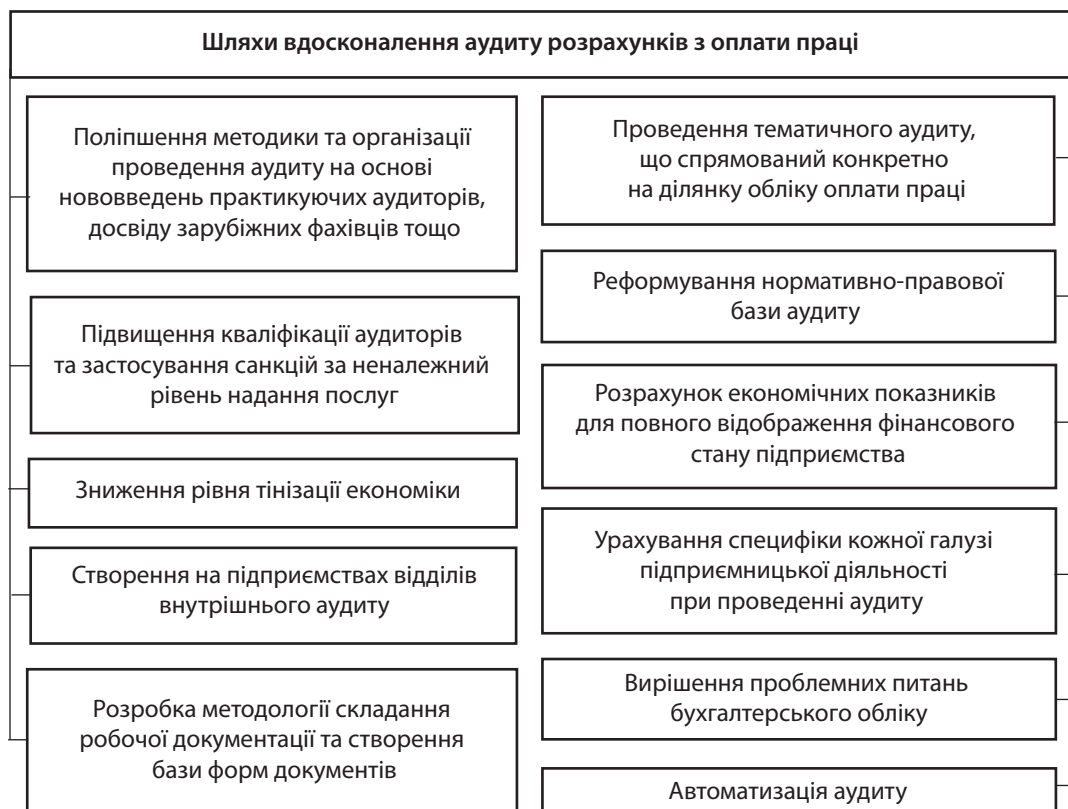 Шляхи вдосконалення аудиту розрахунків з оплати праці
Поліпшення методики та організації
проведення аудиту на основі
нововведень практикуючих аудиторів,
досвіду зарубіжних фахівців тощо
Підвищення кваліфікації аудиторів
та застосування санкцій за неналежний
рівень надання послуг
Зниження рівня тінізації економіки
Створення на підприємствах відділів
внутрішнього аудиту
Розробка методології складання
робочої документації та створення
бази форм документів
Проведення тематичного аудиту,
що спрямований конкретно
на ділянку обліку оплати праці
Реформування нормативно-правової
бази аудиту
Розрахунок економічних показників
для повного відображення фінансового
стану підприємства
Урахування специфіки кожної галузі
підприємницької діяльності
при проведенні аудиту
Вирішення проблемних питань
бухгалтерського обліку
Автоматизація аудиту